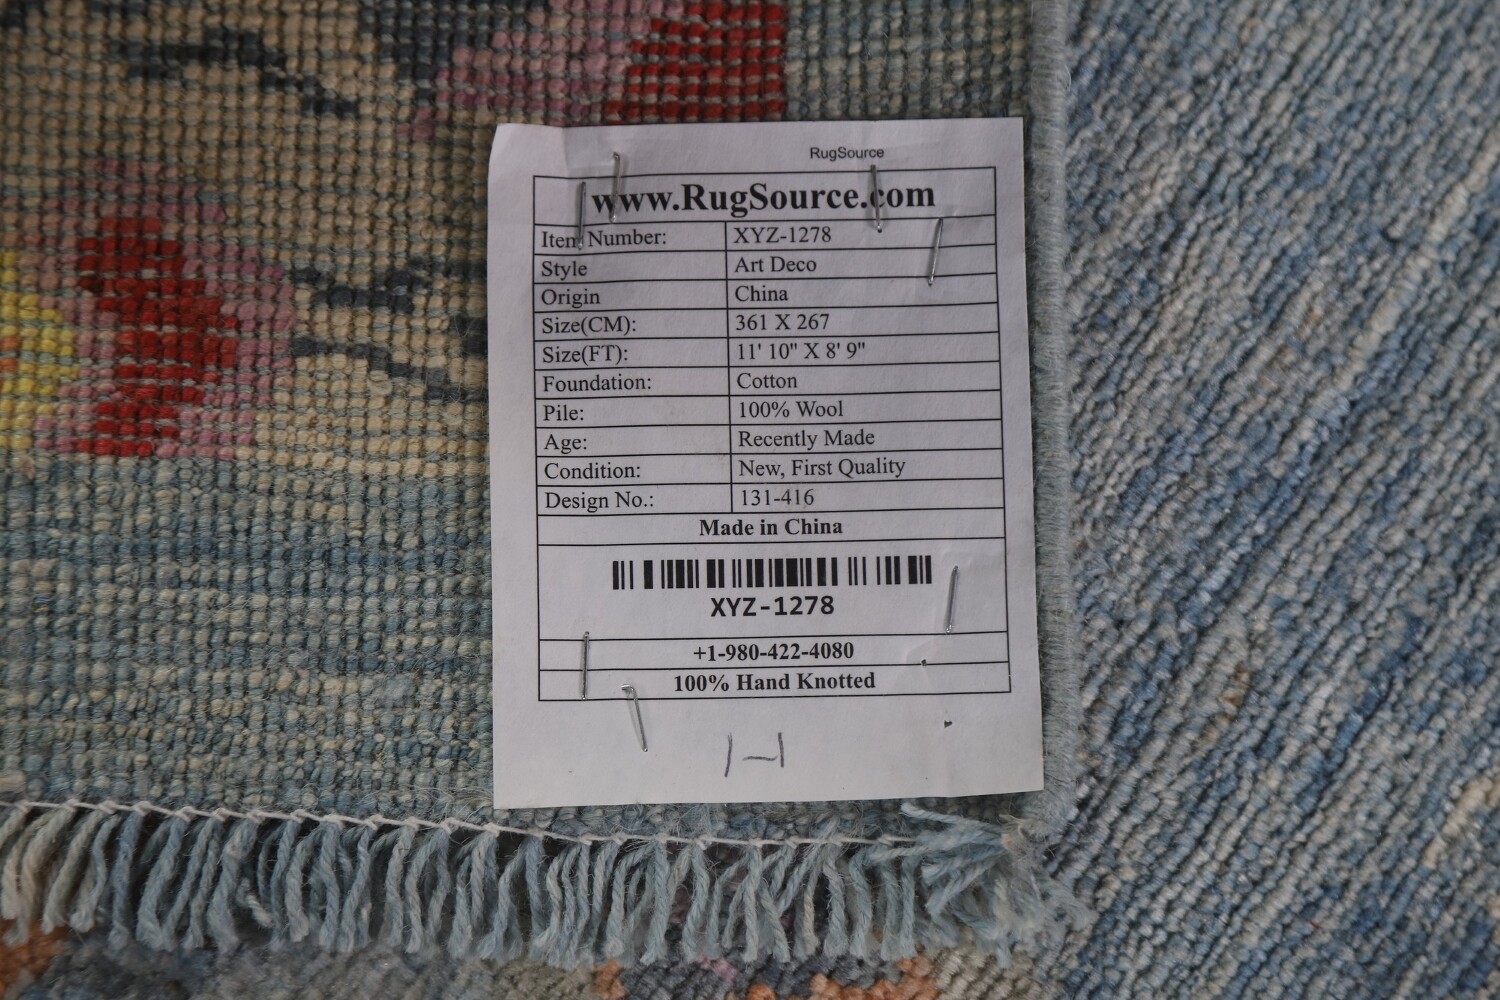 RugSource
www.RugSource.com
Item Number: XYZ-1278
Style Art Deco
Origin China
Size(CM): 361 X 267
Size(FT): 11' 10" X 8' 9"
Foundation: Cotton
Pile: 100% Wool
Age: Recently Made
Condition: New, First Quality
Design No.: 131-416
Made in China
XYZ-1278
+1-980-422-4080
100% Hand Knotted